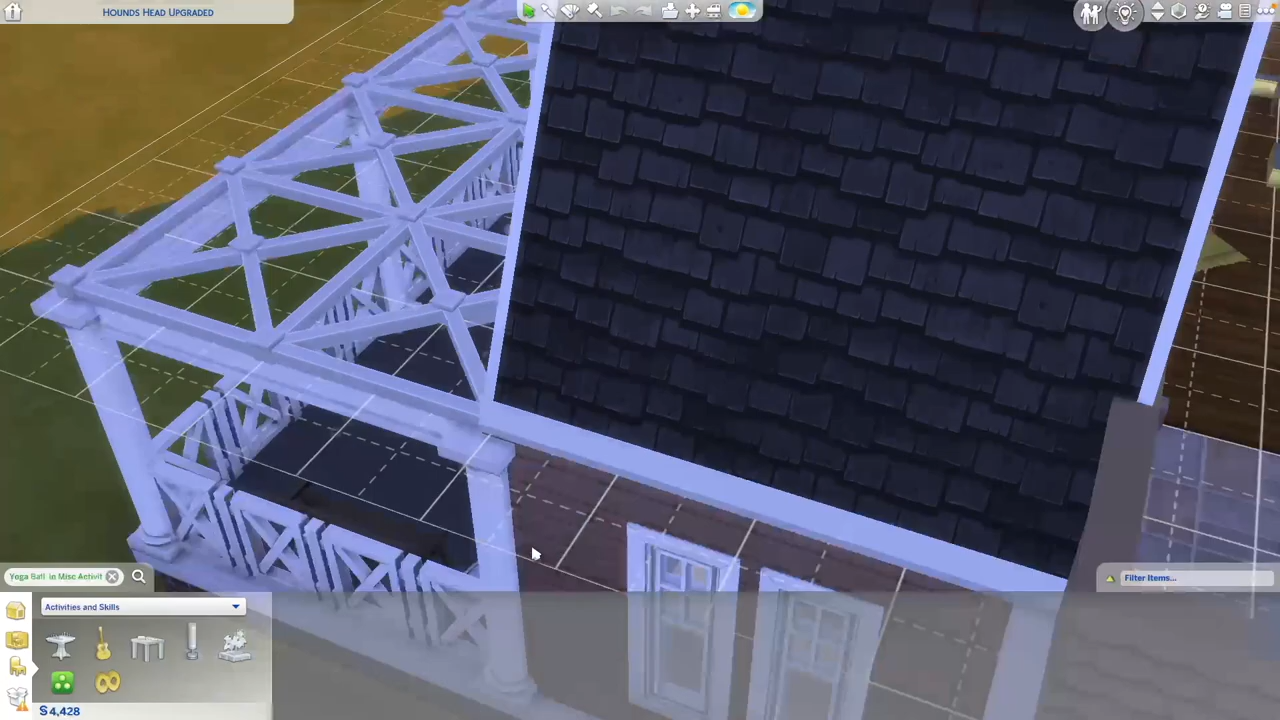 HOUNDS HEAD UPGRADED
Yoga Ball in Misc Activit
Filter Items...
Activities and Skills
$4,428